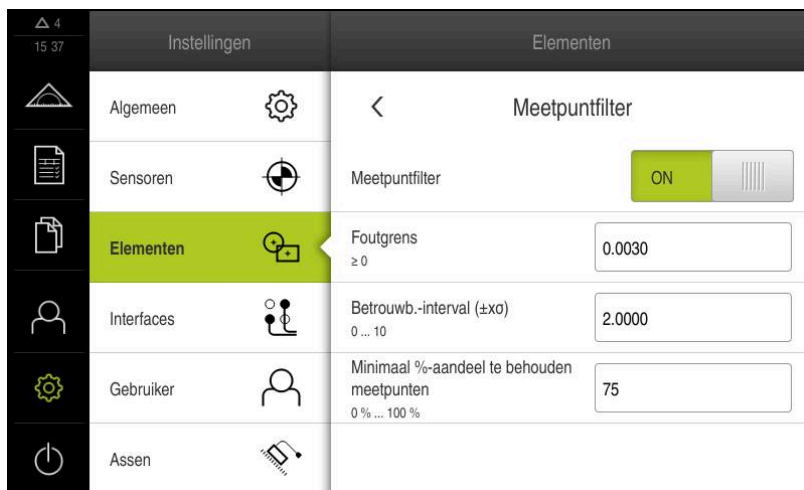 4
15 37
Instellingen
Elementen
Algemeen
Sensoren
Elementen
Interfaces
Gebruiker
Assen
Meetpuntfilter
Meetpuntfilter
ON
Foutgrens
≥ 0
0.0030
Betrouwb.-interval (±xσ)
0 ... 10
2.0000
Minimaal %-aandeel te behouden
meetpunten
0 % ... 100 %
75